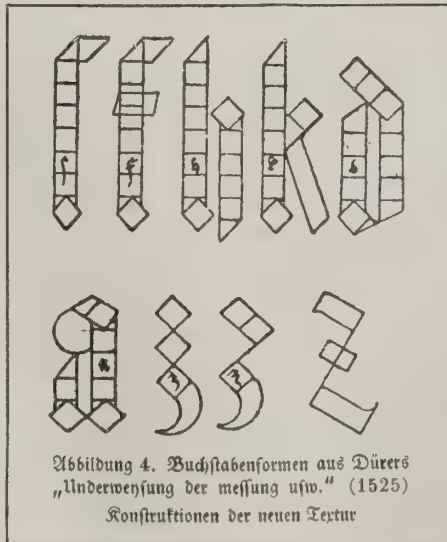 Abbildung 4. Buchſtabenformen aus Dürers
„Underweyſung der meſſung uſw.“ (1525)
Konſtruktionen der neuen Textur